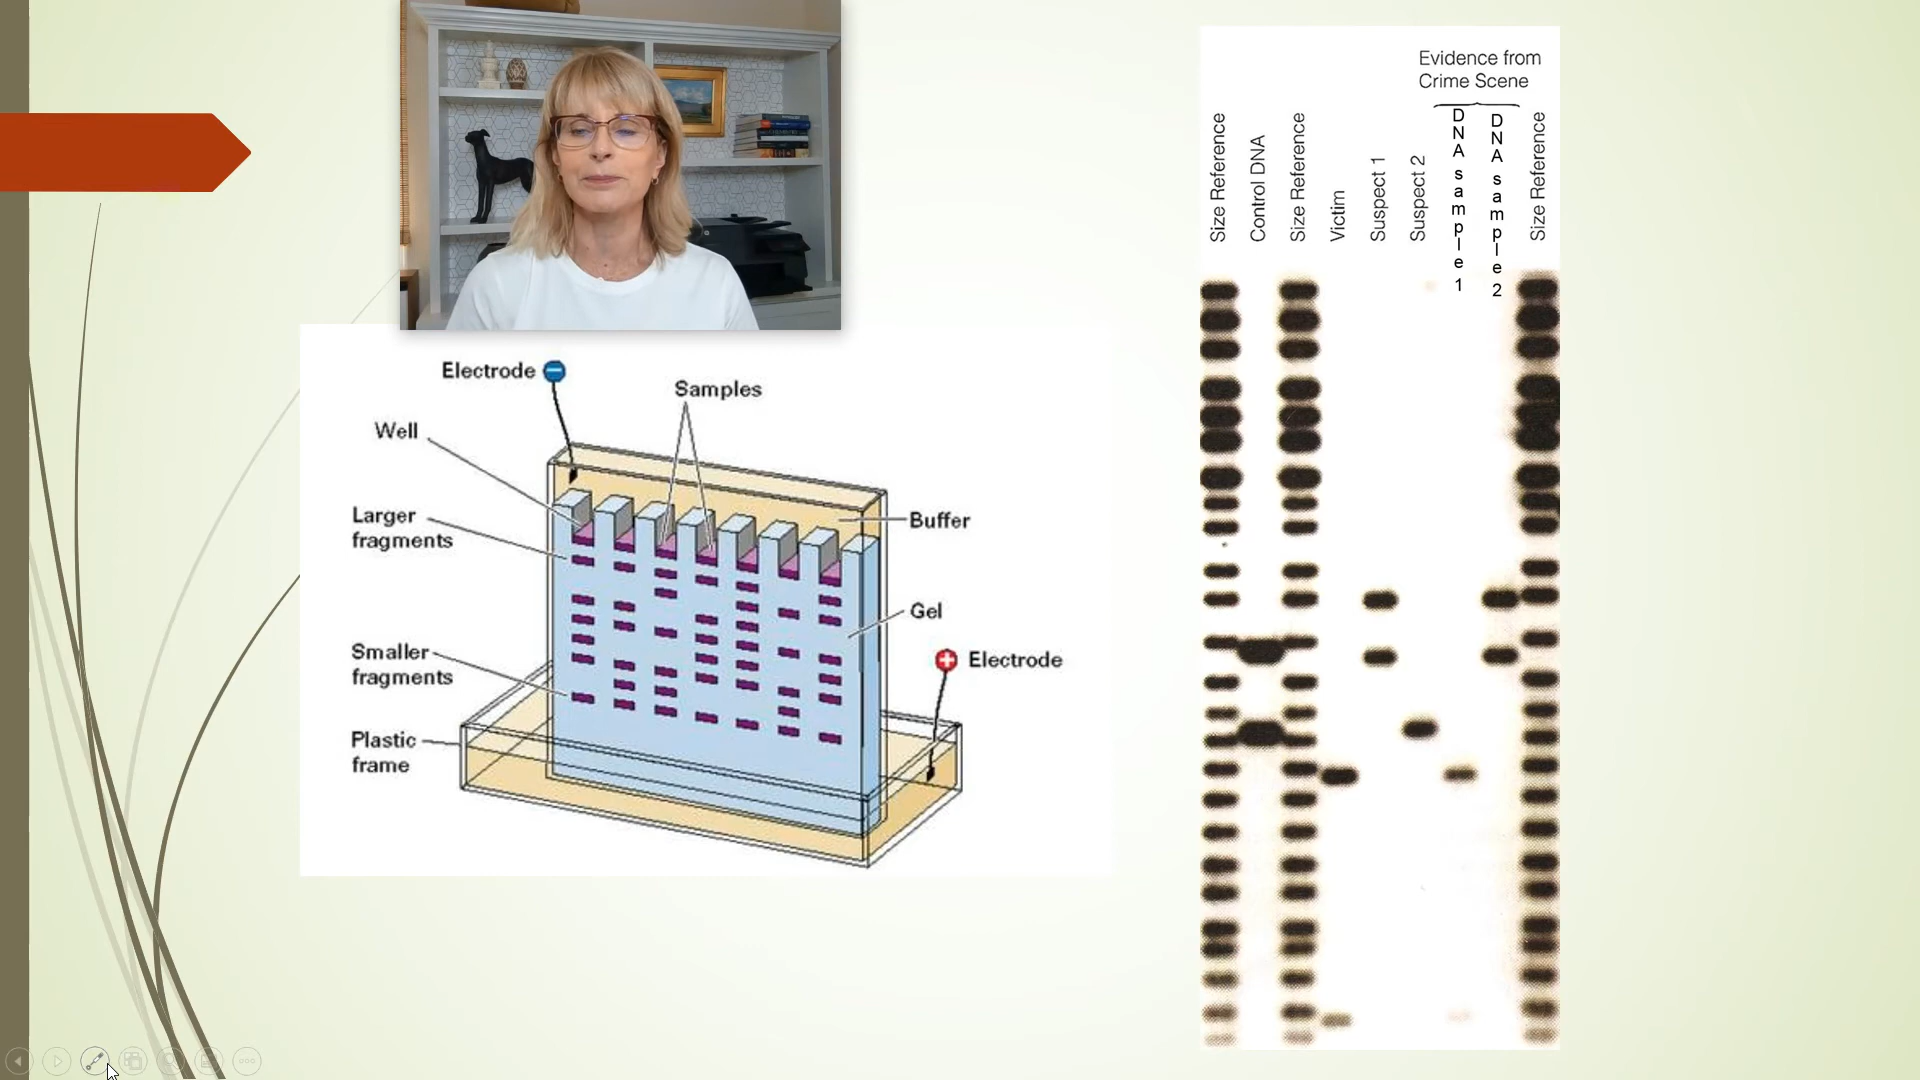 Electrode
Samples
Well
Larger
fragments
Buffer
Gel
Smaller
fragments
Electrode
Plastic
frame
Evidence from
Crime Scene
Size Reference
Control DNA
Size Reference
Victim
Suspect 1
Suspect 2
DNA sample 1
DNA sample 2
Size Reference